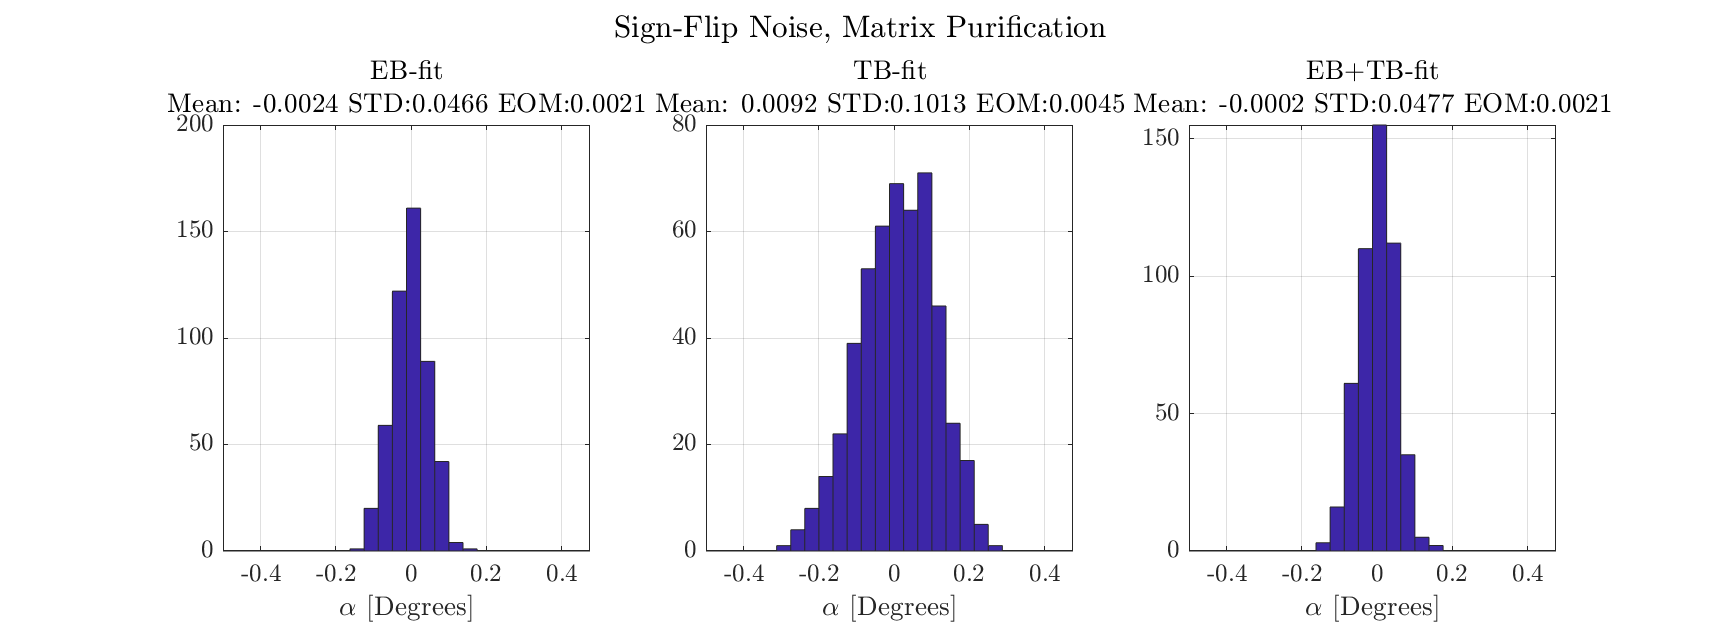 Sign-Flip Noise, Matrix Purification
EB-fit
Mean: -0.0024 STD:0.0466 EOM:0.0021
200
150
100
50
0
-0.4 -0.2 0 0.2 0.4
α [Degrees]
TB-fit
Mean: 0.0092 STD:0.1013 EOM:0.0045
80
60
40
20
0
-0.4 -0.2 0 0.2 0.4
α [Degrees]
EB+TB-fit
Mean: -0.0002 STD:0.0477 EOM:0.0021
150
100
50
0
-0.4 -0.2 0 0.2 0.4
α [Degrees]